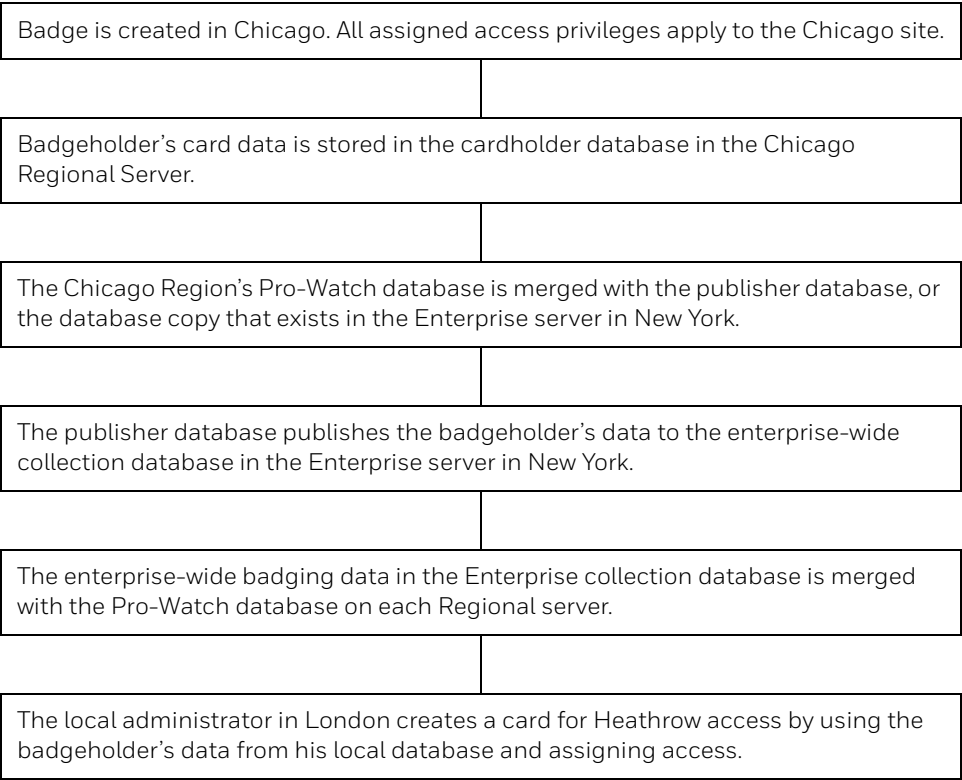 Badge is created in Chicago. All assigned access privileges apply to the Chicago site.
Badgeholder’s card data is stored in the cardholder database in the Chicago
Regional Server.
The Chicago Region’s Pro-Watch database is merged with the publisher database, or
the database copy that exists in the Enterprise server in New York.
The publisher database publishes the badgeholder’s data to the enterprise-wide
collection database in the Enterprise server in New York.
The enterprise-wide badging data in the Enterprise collection database is merged
with the Pro-Watch database on each Regional server.
The local administrator in London creates a card for Heathrow access by using the
badgeholder’s data from his local database and assigning access.